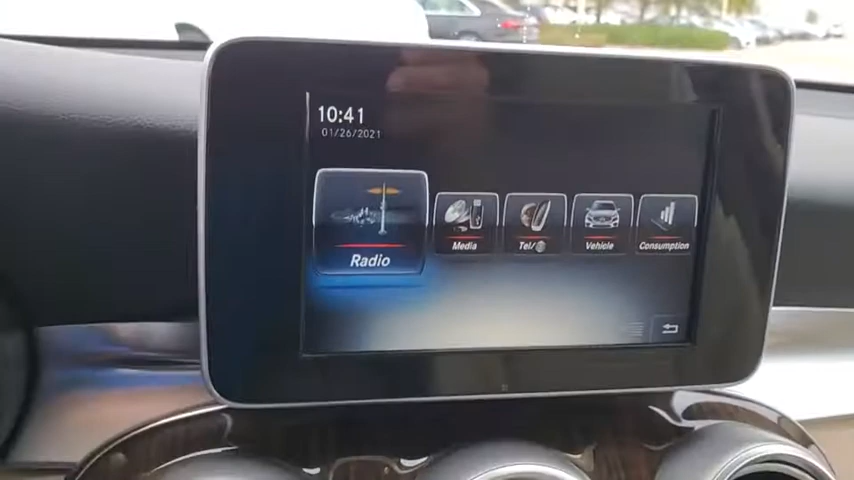 10:41
01/26/2021
Radio
Media
Tel/
Vehicle
Consumption